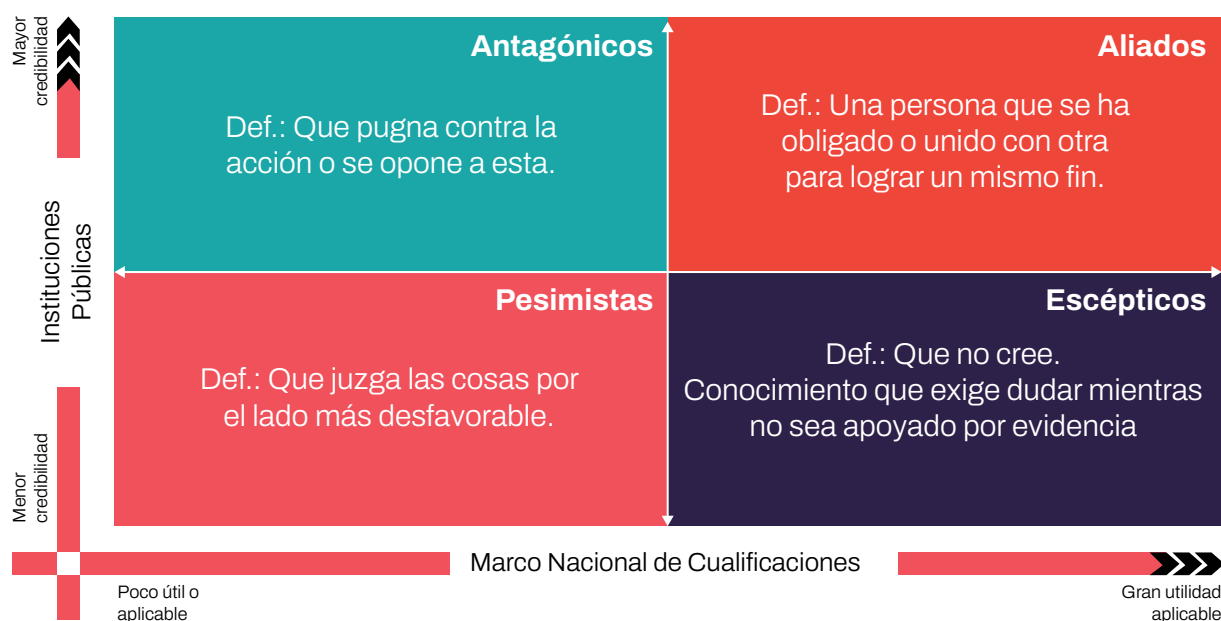 Mayor
credibilidad
Antagónicos
Def.: Que pugna contra la
acción o se opone a esta.
Aliados
Def.: Una persona que se ha
obligado o unido con otra
para lograr un mismo fin.
Instituciones
Públicas
Pesimistas
Def.: Que juzga las cosas por
el lado más desfavorable.
Escépticos
Def.: Que no cree.
Conocimiento que exige dudar mientras
no sea apoyado por evidencia
Menor
credibilidad
Marco Nacional de Cualificaciones
Poco útil o
aplicable
Gran utilidad
aplicable